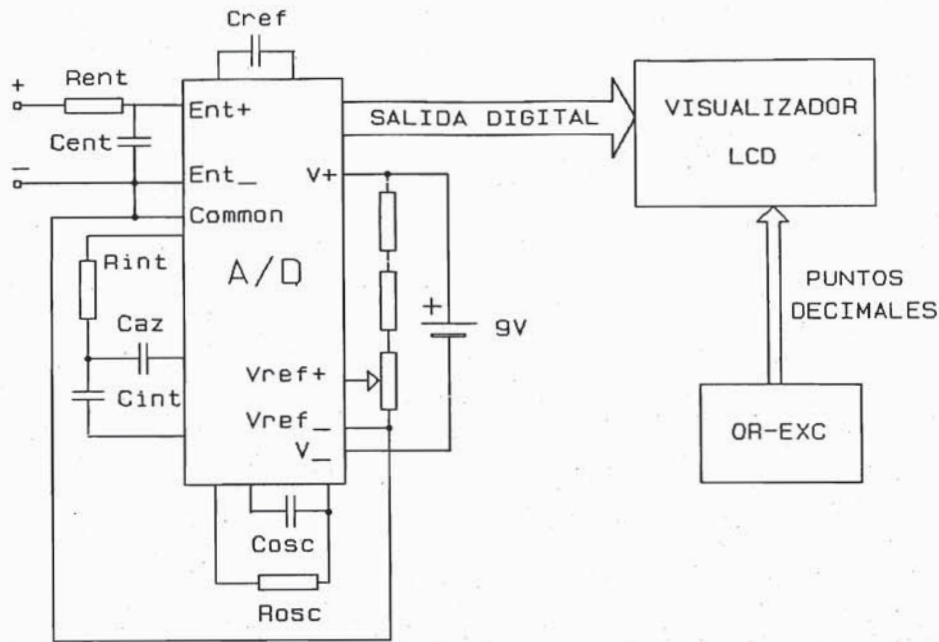 Cref
+
Rent
Ent+
Cent
–
Ent_
Common
Rint
A/D
Caz
Cint
SALIDA DIGITAL
V+
+
9V
Vref+
Vref_
V_
Cosc
Rosc
VISUALIZADOR
LCD
PUNTOS
DECIMALES
OR-EXC